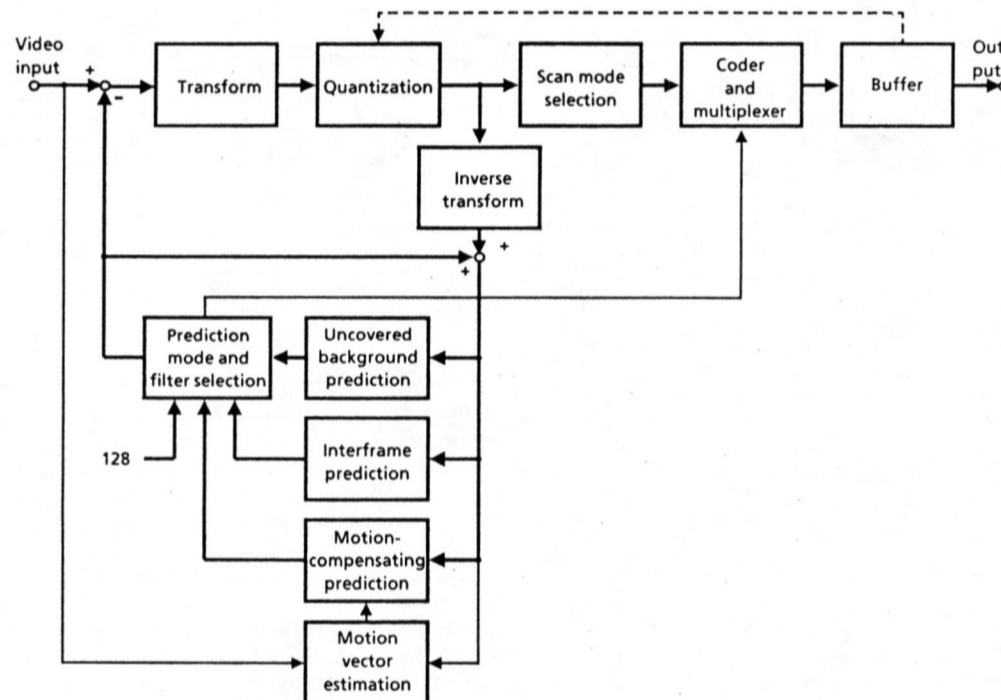 Video
input
+
-
Transform
Quantization
Scan mode
selection
Coder
and
multiplexer
Buffer
Out
put
Inverse
transform
+
+
Prediction
mode and
filter selection
Uncovered
background
prediction
128
Interframe
prediction
Motion-
compensating
prediction
Motion
vector
estimation